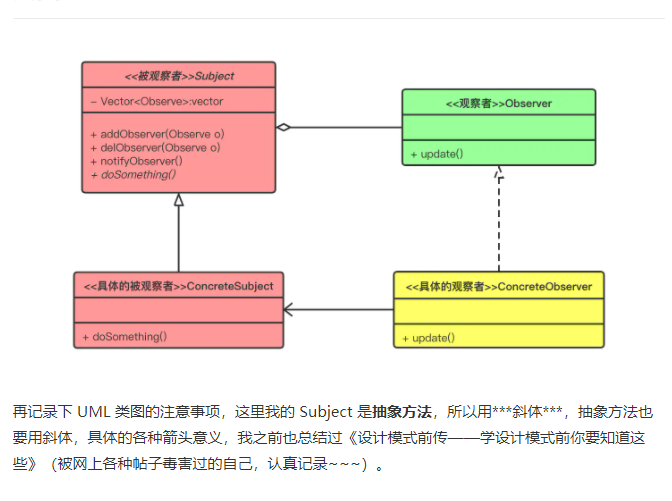 <<被观察者>>Subject
- Vector<Observe>:vector
+ addObserver(Observe o)
+ delObserver(Observe o)
+ notifyObserver()
+ doSomething()
<<观察者>>Observer
+ update()
<<具体的被观察者>>ConcreteSubject
+ doSomething()
<<具体的观察者>>ConcreteObserver
+ update()
再记录下 UML 类图的注意事项，这里我的 Subject 是抽象方法，所以用***斜体***，抽象方法也
要用斜体，具体的各种箭头意义，我之前也总结过《设计模式前传——学设计模式前你要知道这
些》（被网上各种帖子毒害过的自己，认真记录~~~）。